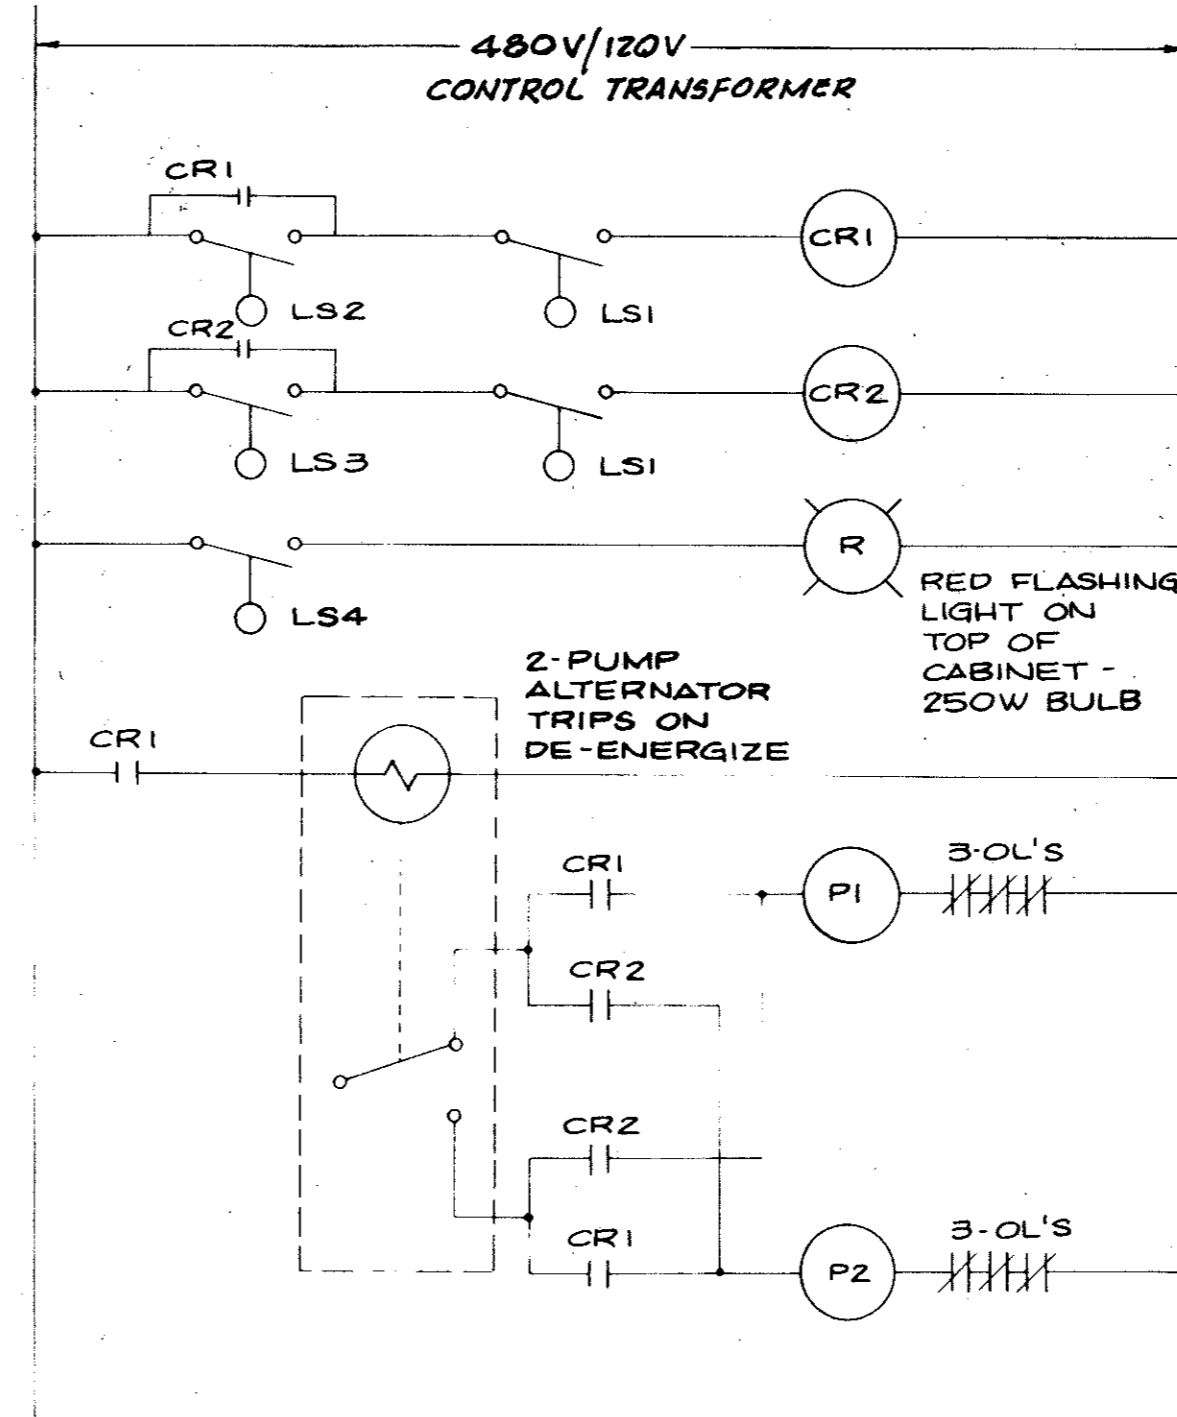 480V/120V
CONTROL TRANSFORMER
CR1
CR1
LS2
LS1
CR2
CR2
LS3
LS1
R
RED FLASHING
LIGHT ON
TOP OF
CABINET -
250W BULB
LS4
2-PUMP
ALTERNATOR
TRIPS ON
DE-ENERGIZE
CR1
CR1
P1
3-OL'S
CR2
CR2
CR1
P2
3-OL'S